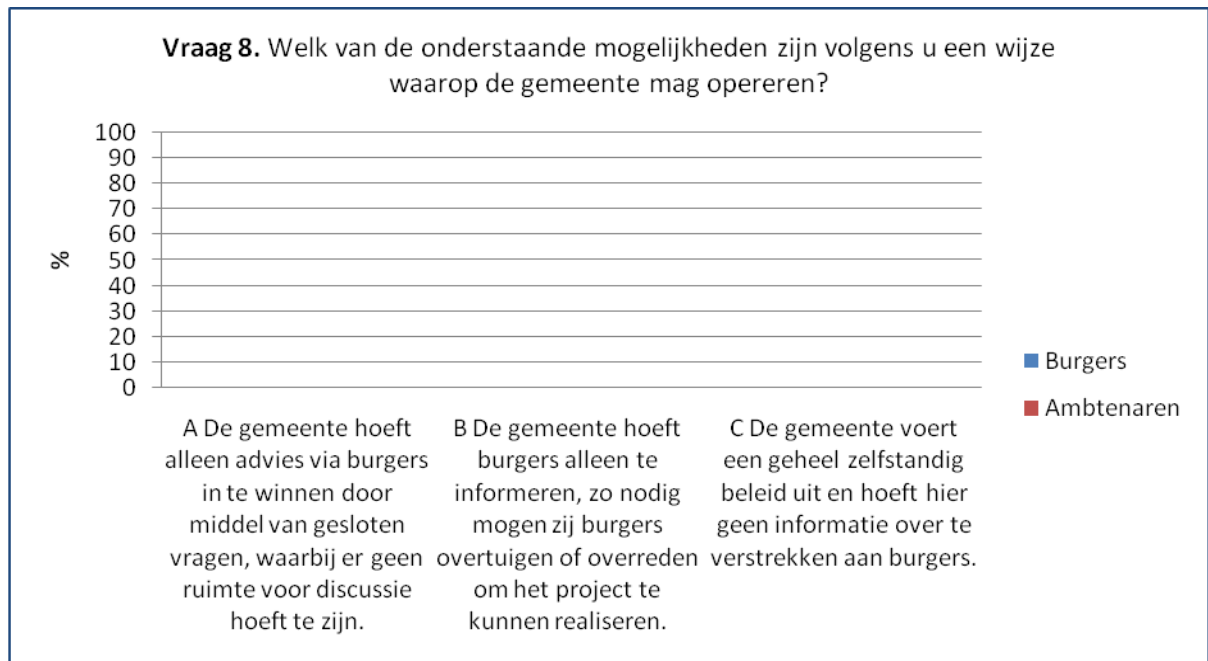 Vraag 8. Welk van de onderstaande mogelijkheden zijn volgens u een wijze
waarop de gemeente mag opereren?
100
90
80
70
60
50
40
30
20
10
0
%
A De gemeente hoeft
alleen advies via burgers
in te winnen door
middel van gesloten
vragen, waarbij er geen
ruimte voor discussie
hoeft te zijn.
B De gemeente hoeft
burgers alleen te
informeren, zo nodig
mogen zij burgers
overtuigen of overreden
om het project te
kunnen realiseren.
C De gemeente voert
een geheel zelfstandig
beleid uit en hoeft hier
geen informatie over te
verstrekken aan burgers.
Burgers
Ambtenaren